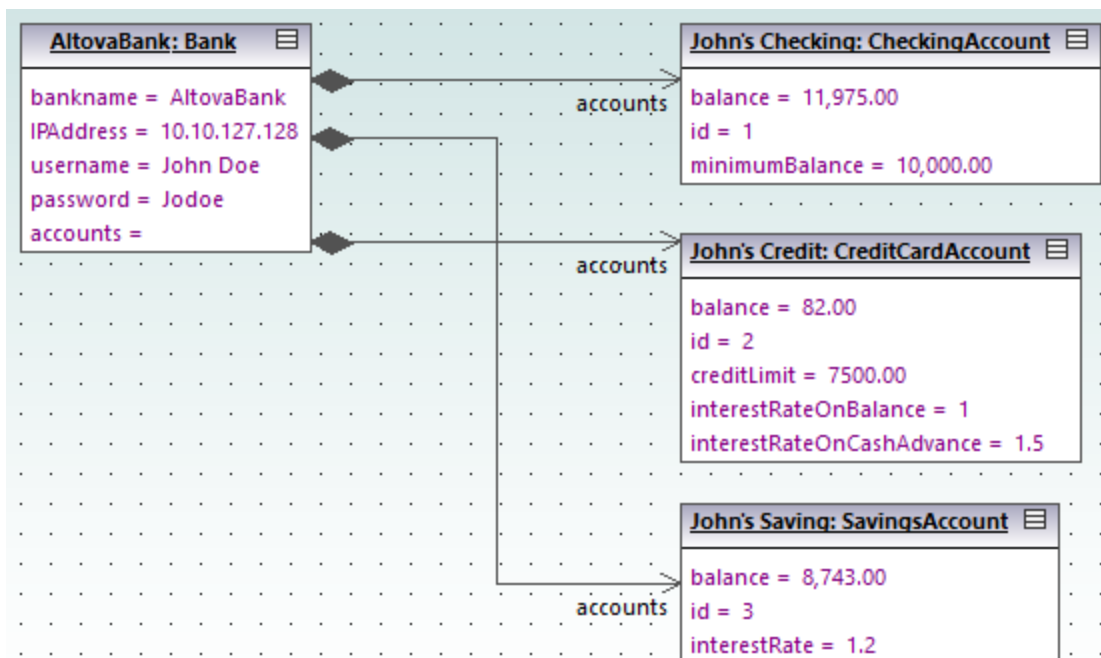 AltovaBank: Bank
bankname = AltovaBank
IPAddress = 10.10.127.128
username = John Doe
password = Jodoe
accounts =
accounts
John's Checking: CheckingAccount
balance = 11,975.00
id = 1
minimumBalance = 10,000.00
accounts
John's Credit: CreditCardAccount
balance = 82.00
id = 2
creditLimit = 7500.00
interestRateOnBalance = 1
interestRateOnCashAdvance = 1.5
accounts
John's Saving: SavingsAccount
balance = 8,743.00
id = 3
interestRate = 1.2